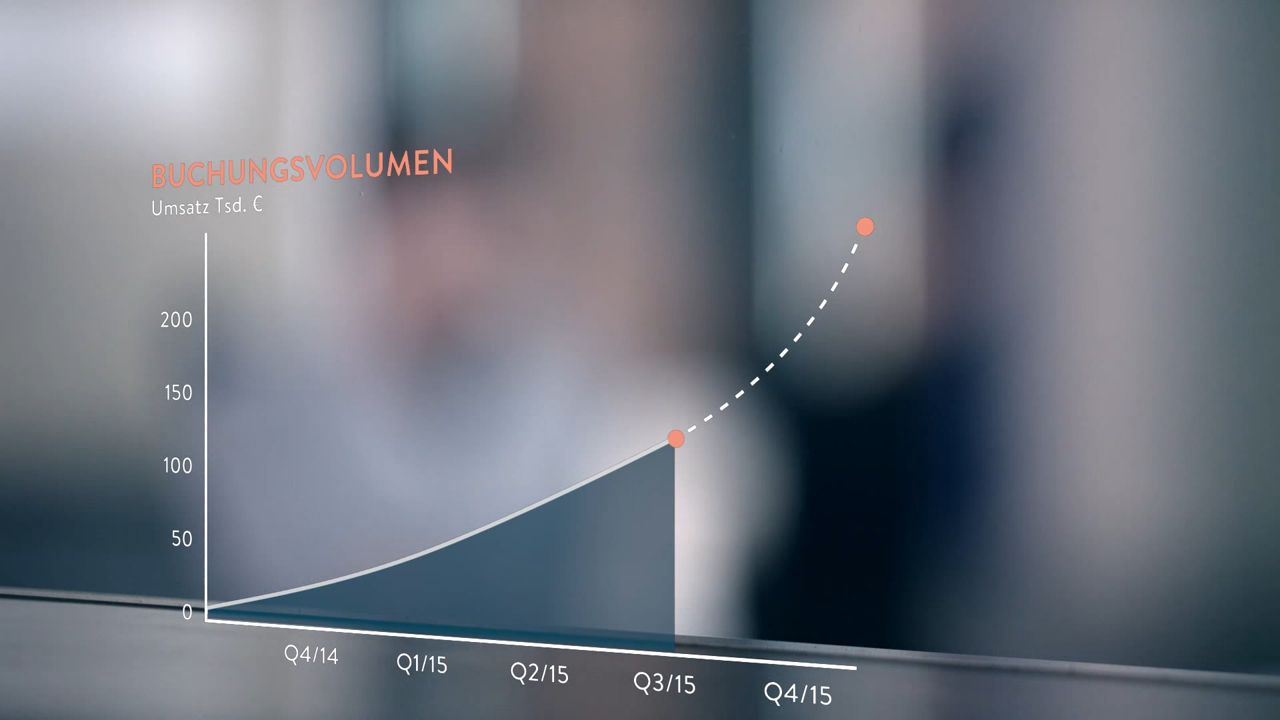 BUCHUNGSVOLUMEN
Umsatz Tsd. €
200
150
100
50
0
Q4/14 Q1/15 Q2/15 Q3/15 Q4/15